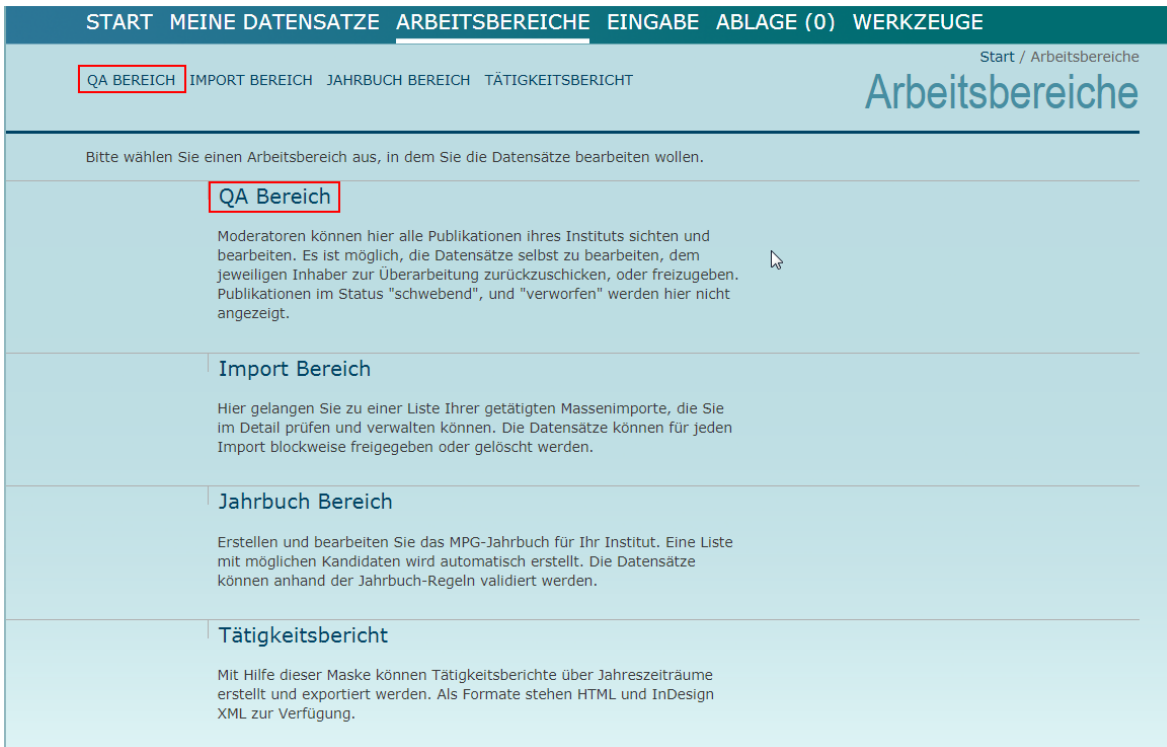 START MEINE DATENSÄTZE ARBEITSBEREICHE EINGABE ABLAGE (0) WERKZEUGE
Start / Arbeitsbereiche
QA BEREICH IMPORT BEREICH JAHRBUCH BEREICH TÄTIGKEITSBERICHT
Arbeitsbereiche
Bitte wählen Sie einen Arbeitsbereich aus, in dem Sie die Datensätze bearbeiten wollen.
QA Bereich
Moderatoren können hier alle Publikationen ihres Instituts sichten und
bearbeiten. Es ist möglich, die Datensätze selbst zu bearbeiten, dem
jeweiligen Inhaber zur Überarbeitung zurückzuschicken, oder freizugeben.
Publikationen im Status "schwebend", und "verworfen" werden hier nicht
angezeigt.
Import Bereich
Hier gelangen Sie zu einer Liste Ihrer getätigten Massenimporte, die Sie
im Detail prüfen und verwalten können. Die Datensätze können für jeden
Import blockweise freigegeben oder gelöscht werden.
Jahrbuch Bereich
Erstellen und bearbeiten Sie das MPG-Jahrbuch für Ihr Institut. Eine Liste
mit möglichen Kandidaten wird automatisch erstellt. Die Datensätze
können anhand der Jahrbuch-Regeln validiert werden.
Tätigkeitsbericht
Mit Hilfe dieser Maske können Tätigkeitsberichte über Jahreszeiträume
erstellt und exportiert werden. Als Formate stehen HTML und InDesign
XML zur Verfügung.